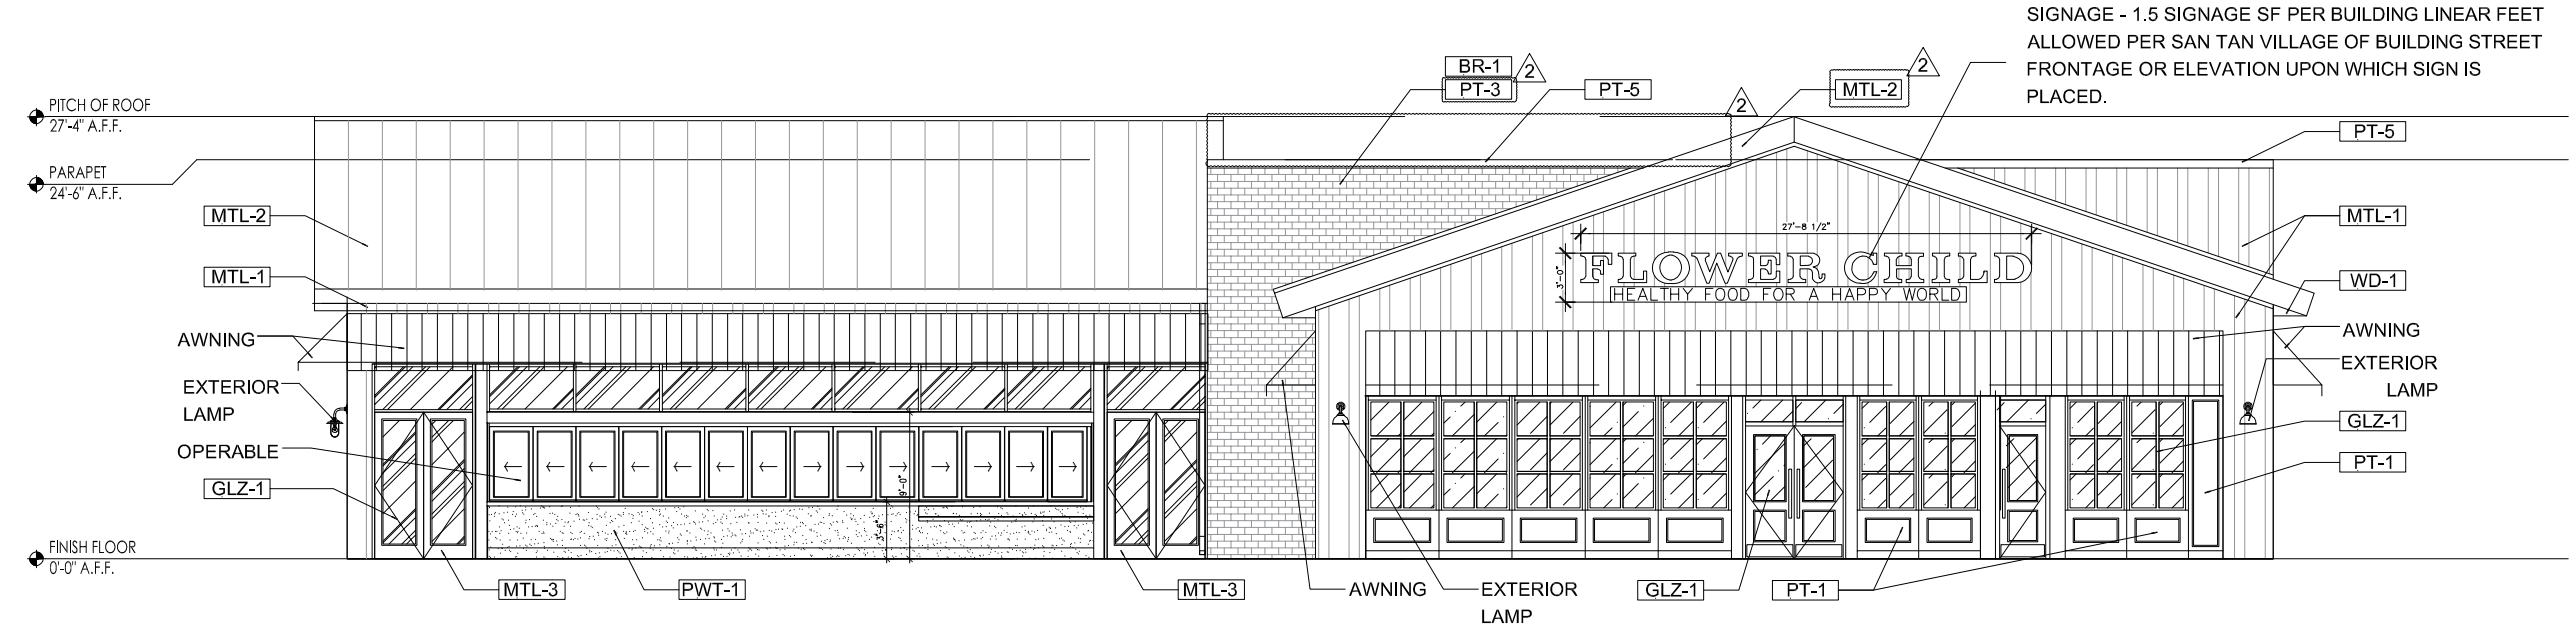 SIGNAGE - 1.5 SIGNAGE SF PER BUILDING LINEAR FEET
ALLOWED PER SAN TAN VILLAGE OF BUILDING STREET
FRONTAGE OR ELEVATION UPON WHICH SIGN IS
PLACED.
BR-1
PT-3
2
PT-5
2
MTL-2
2
PITCH OF ROOF
27'-4" A.F.F.
PARAPET
24'-6" A.F.F.
MTL-2
MTL-1
AWNING
EXTERIOR
LAMP
OPERABLE
GLZ-1
FINISH FLOOR
0'-0" A.F.F.
MTL-3
PWT-1
3'-6"
9'-0"
MTL-3
27'-8 1/2"
3'-0"
FLOWER CHILD
HEALTHY FOOD FOR A HAPPY WORLD
PT-5
MTL-1
WD-1
AWNING
EXTERIOR
LAMP
GLZ-1
PT-1
AWNING
EXTERIOR
LAMP
GLZ-1
PT-1